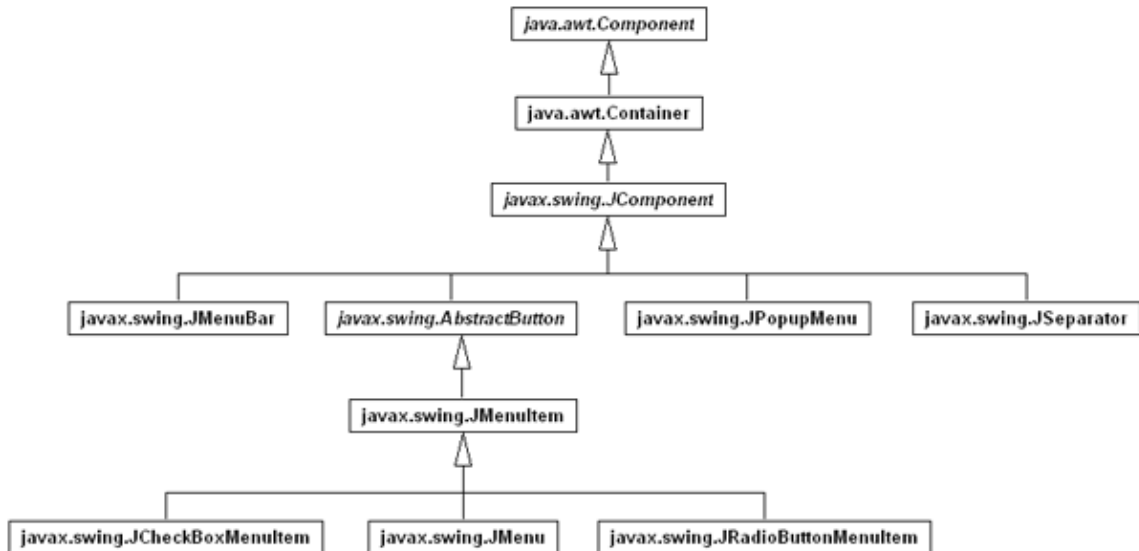 java.awt.Component
java.awt.Container
javax.swing.JComponent
javax.swing.JMenuBar
javax.swing.AbstractButton
javax.swing.JPopupMenu
javax.swing.JSeparator
javax.swing.JMenuItem
javax.swing.JCheckBoxMenuItem
javax.swing.JMenu
javax.swing.JRadioButtonMenuItem